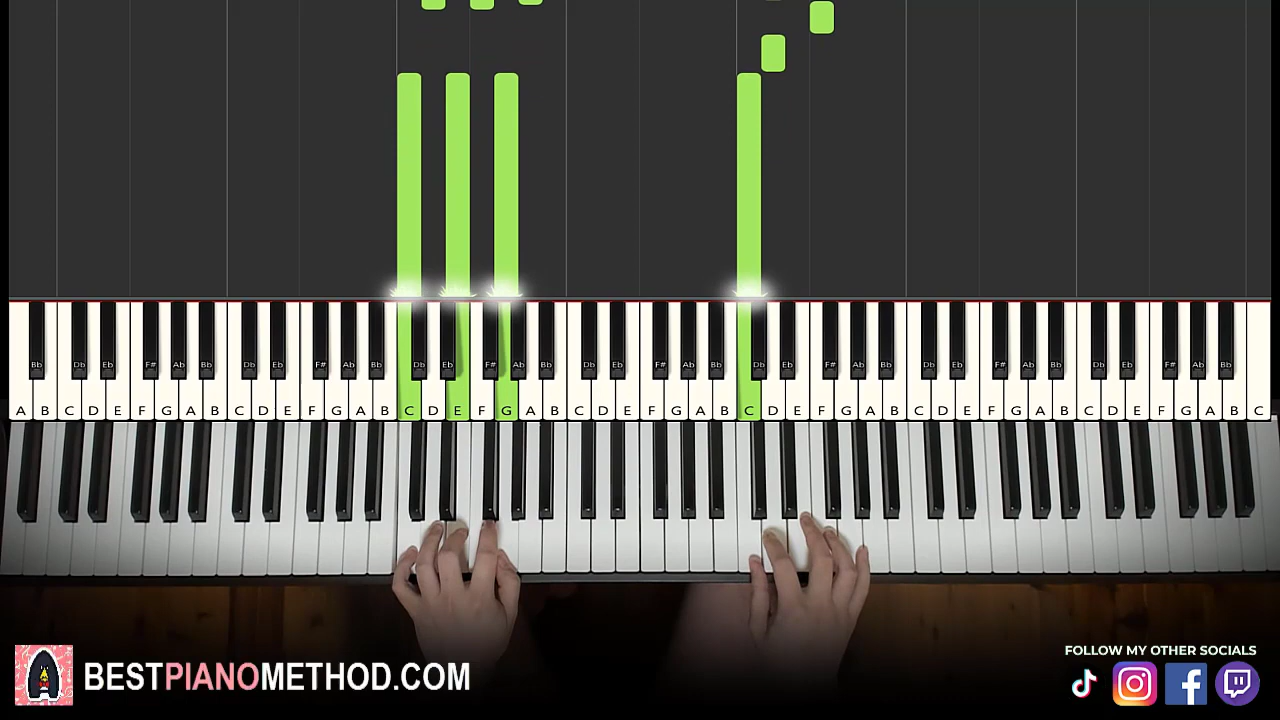 Bb Db Eb F# Ab Bb Db Eb F# Ab Bb Db Eb F# Ab Bb Db Eb F# Ab Bb Db Eb F# Ab Bb Db Eb F# Ab Bb Db Eb F# Ab Bb
A B C D E F G A B C D E F G A B C D E F G A B C D E F G A B C D E F G A B C D E F G A B C D E F G A B C
FOLLOW MY OTHER SOCIALS
BESTPIANOMETHOD.COM